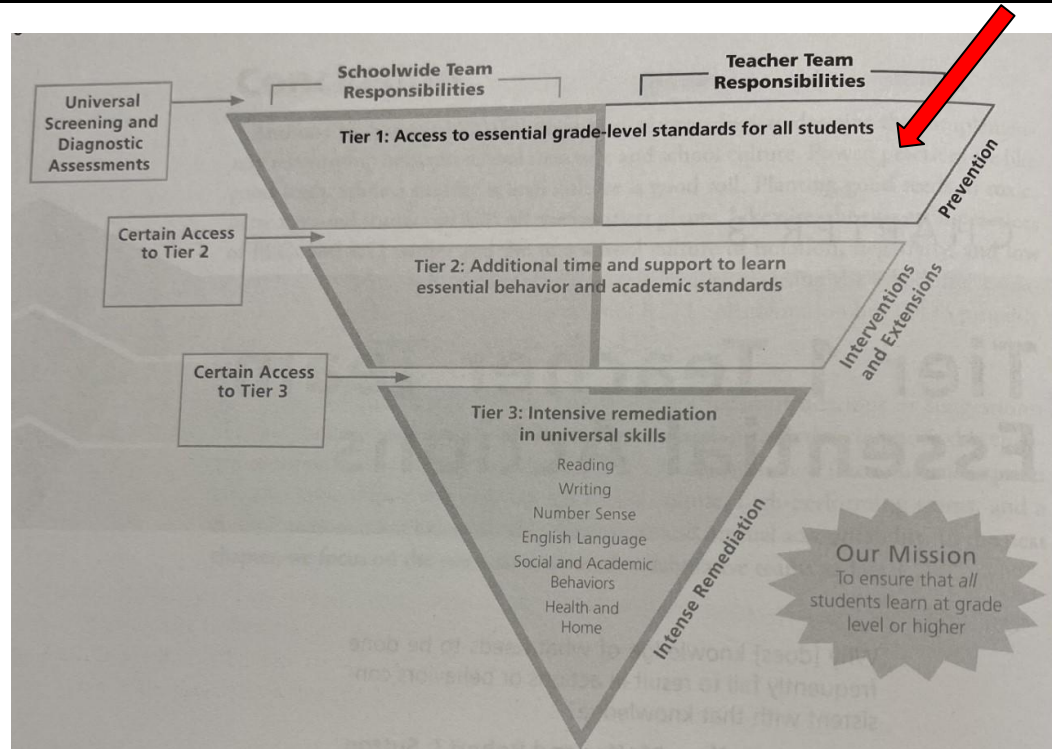 Schoolwide Team
Responsibilities
Teacher Team
Responsibilities
Universal
Screening and
Diagnostic
Assessments
Tier 1: Access to essential grade-level standards for all students
Prevention
Certain Access
to Tier 2
Tier 2: Additional time and support to learn
essential behavior and academic standards
Interventions
and Extensions
Certain Access
to Tier 3
Tier 3: Intensive remediation
in universal skills
Reading
Writing
Number Sense
English Language
Social and Academic
Behaviors
Health and
Home
Intense Remediation
Our Mission
To ensure that all
students learn at grade
level or higher